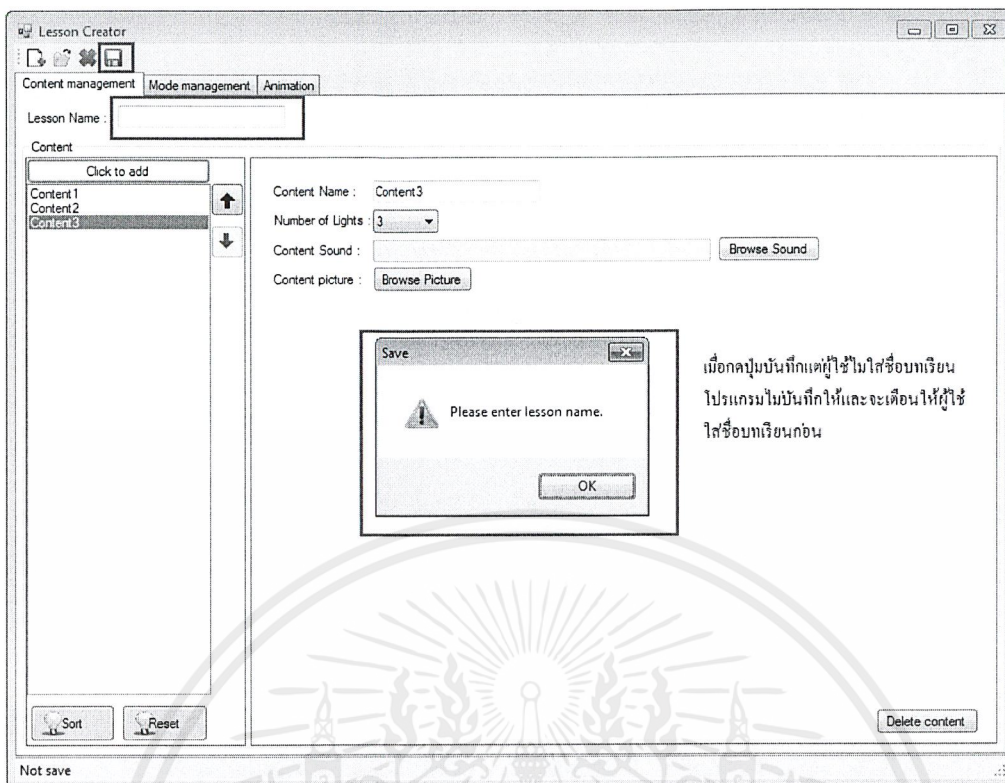 Lesson Creator
Content management Mode management Animation
Lesson Name :
Content
Click to add
Content1
Content2
Content3
Content Name : Content3
Number of Lights : 3
Content Sound : Browse Sound
Content picture : Browse Picture
Save
Please enter lesson name.
OK
เมื่อกดปุ่มบันทึกแต่ผู้ใช้ไม่ใส่ชื่อบทเรียน
โปรแกรมไม่บันทึกให้และจะเตือนให้ผู้ใช้
ใส่ชื่อบทเรียนก่อน
Sort Reset
Delete content
Not save